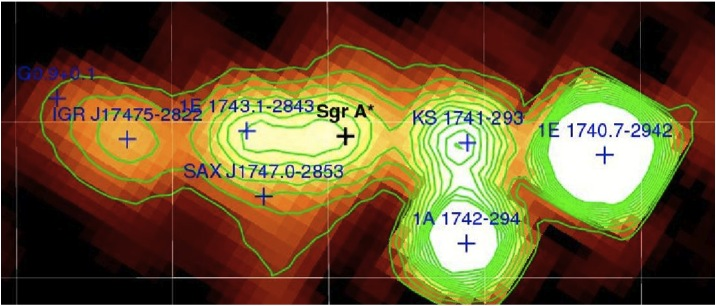 G0.9+0.1
IGR J17475-2822
1E 1743.1-2843
Sgr A*
KS 1741-293
1E 1740.7-2942
SAX J1747.0-2853
1A 1742-294